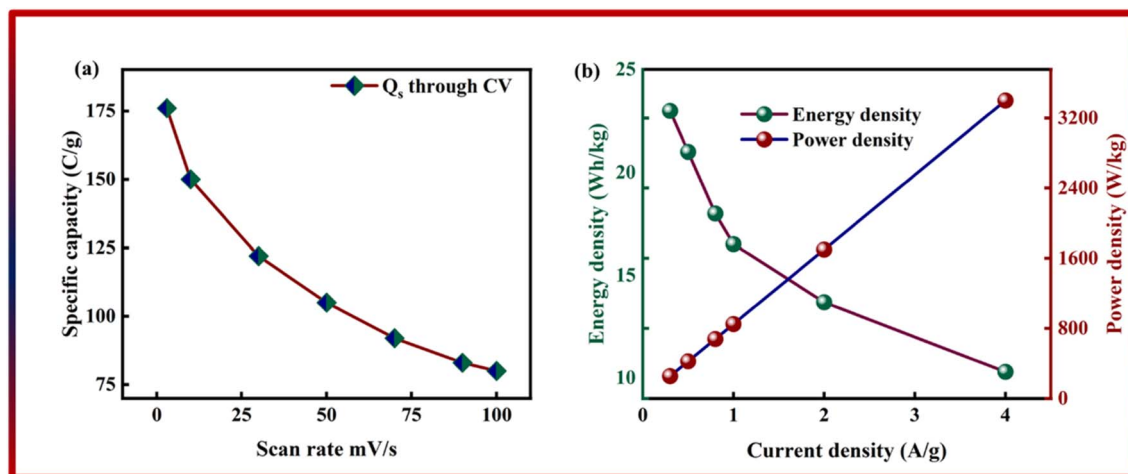 (a)
Qs through CV
Specific capacity (C/g)
175
150
125
100
75
0 25 50 75 100
Scan rate mV/s
(b)
Energy density
Power density
Energy density (Wh/kg)
25
20
15
10
Power density (W/kg)
3200
2400
1600
800
0
0 1 2 3 4
Current density (A/g)